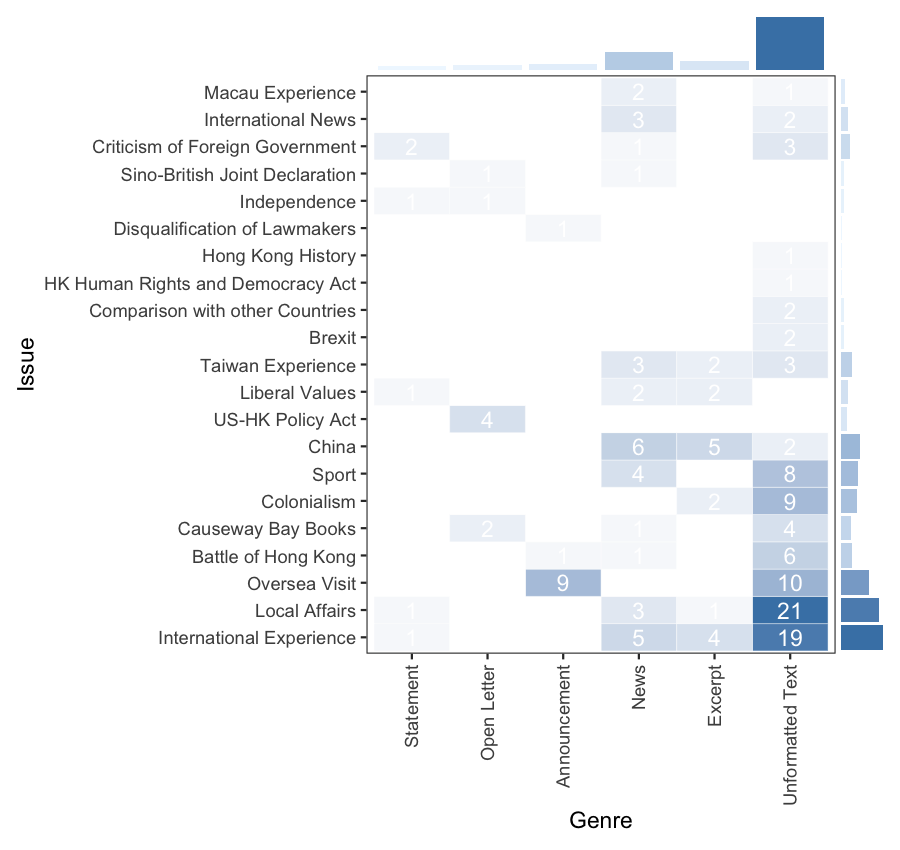 Macau Experience 2 1
International News 3 2
Criticism of Foreign Government 2 1 3
Sino-British Joint Declaration 1 1
Independence 1 1
Disqualification of Lawmakers 1
Hong Kong History 1
HK Human Rights and Democracy Act 1
Comparison with other Countries 2
Brexit 2
Taiwan Experience 3 2 3
Liberal Values 1 2 2
US-HK Policy Act 4
China 6 5 2
Sport 4 8
Colonialism 2 9
Causeway Bay Books 2 1 4
Battle of Hong Kong 1 1 6
Oversea Visit 9 10
Local Affairs 1 3 1 21
International Experience 1 5 4 19
Issue
Statement
Open Letter
Announcement
News
Excerpt
Unformatted Text
Genre